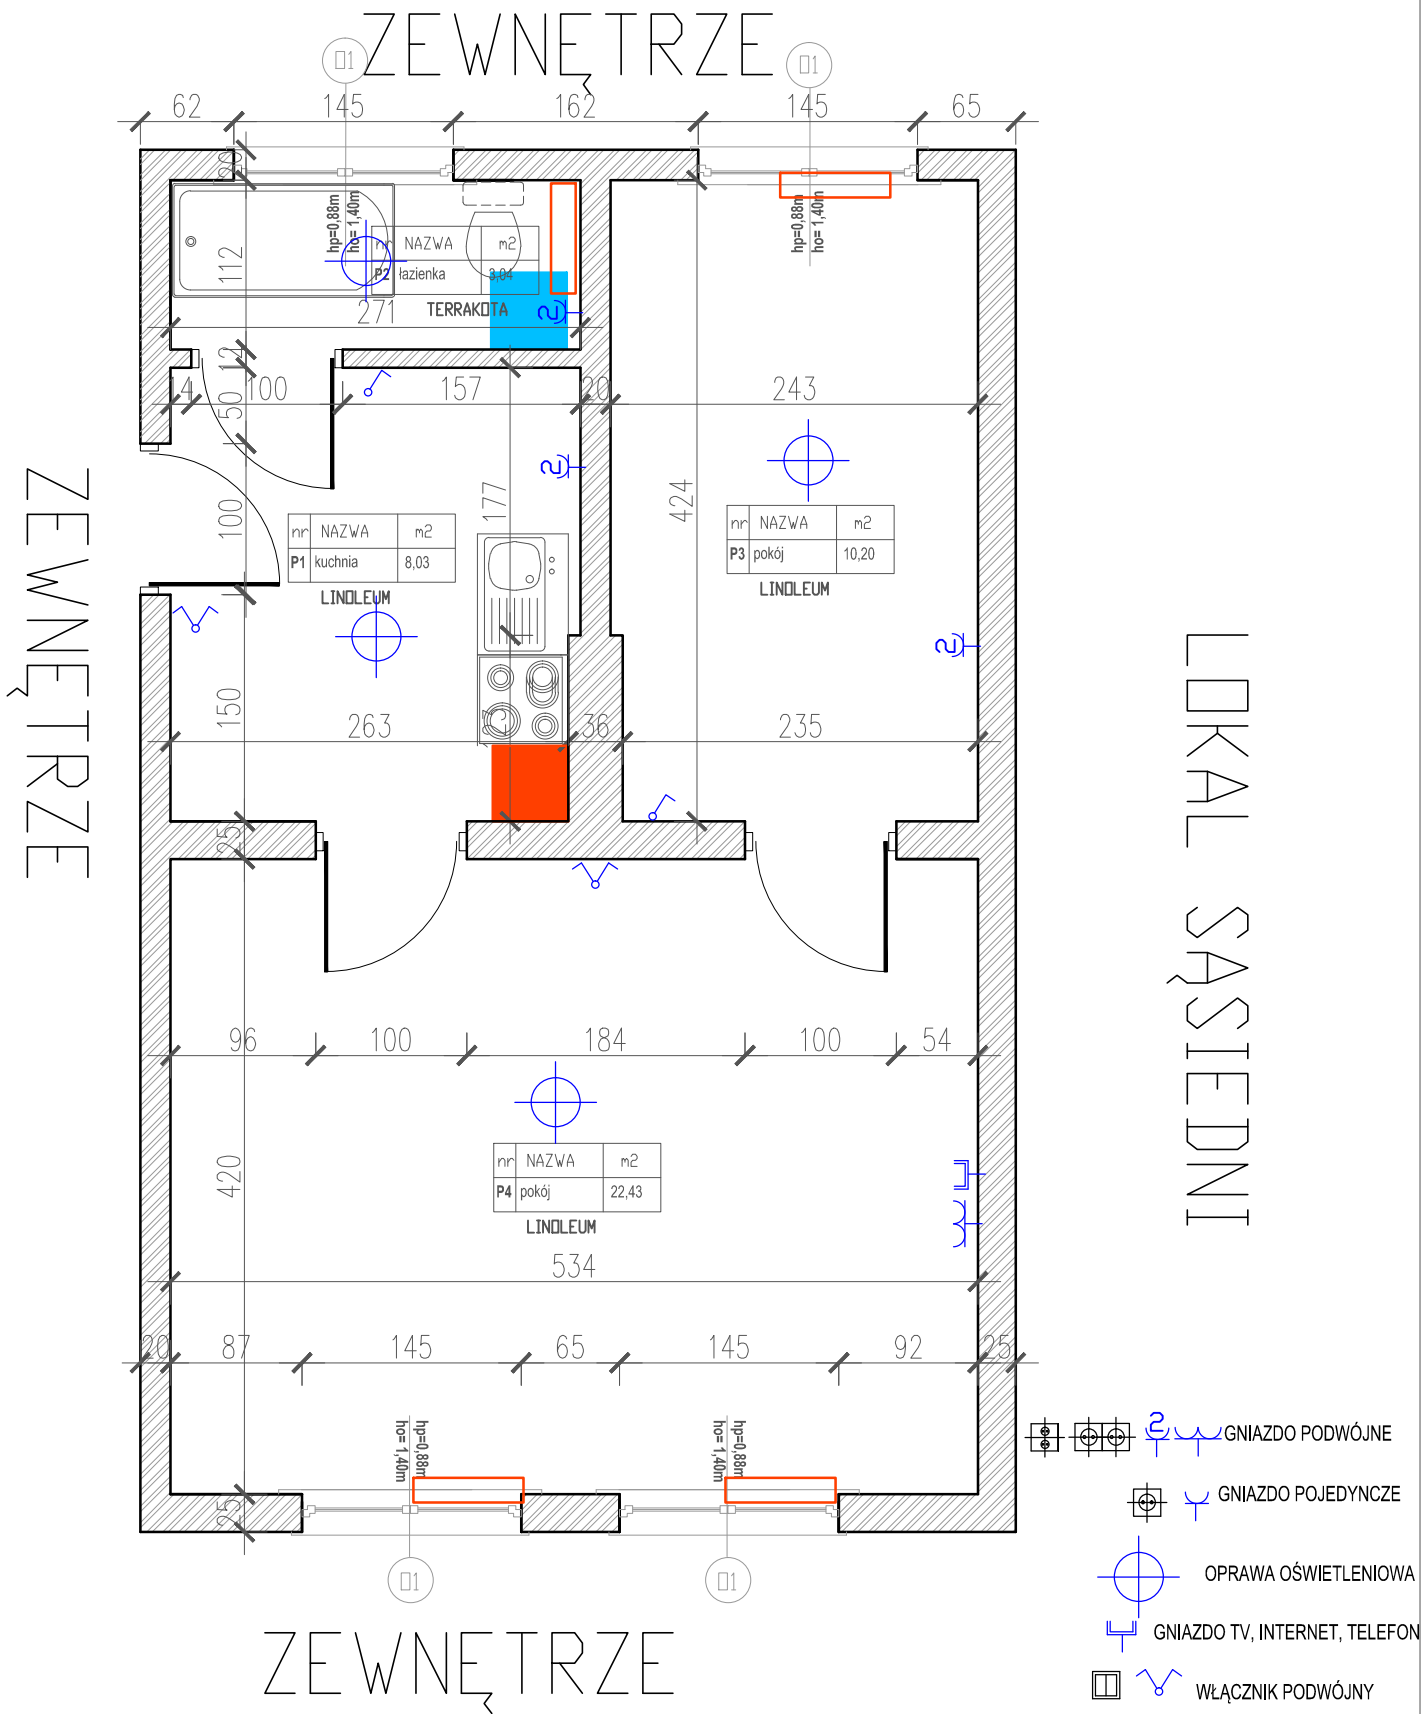 ZEWNĘTRZE
62 145 162 145 65
20
hp=0,88m
ho= 1,40m
hp=0,88m
ho= 1,40m
nr NAZWA m2
P2 łazienka 3,04
TERRAKOTA
112
271
12
14 100 157 20 243
50
177
424
100
nr NAZWA m2
P1 kuchnia 8,03
LINOLEUM
nr NAZWA m2
P3 pokój 10,20
LINOLEUM
150
263 36 235
25
ZEWNĘTRZE
LOKAL SĄSIEDNI
96 100 184 100 54
nr NAZWA m2
P4 pokój 22,43
LINOLEUM
420
534
20 87 145 65 145 92 25
hp=0,88m
ho= 1,40m
hp=0,88m
ho= 1,40m
25
ZEWNĘTRZE
GNIAZDO PODWÓJNE
GNIAZDO POJEDYNCZE
OPRAWA OŚWIETLENIOWA
GNIAZDO TV, INTERNET, TELEFON
WŁĄCZNIK PODWÓJNY